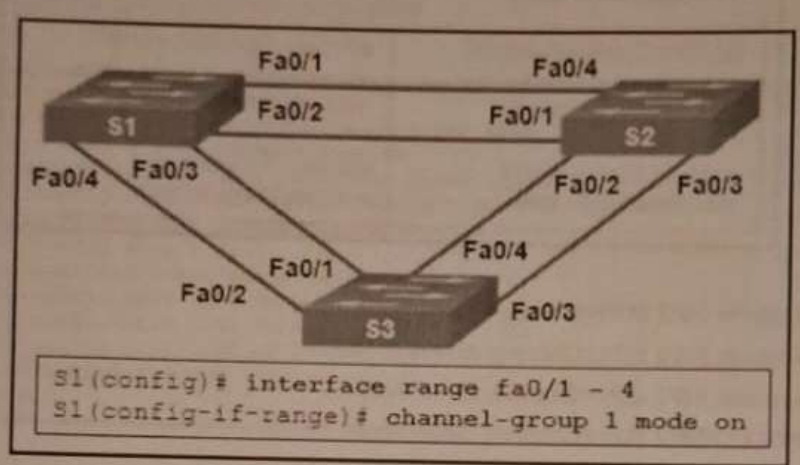 Fa0/1
Fa0/4
Fa0/2
Fa0/1
S1
S2
Fa0/4
Fa0/3
Fa0/2
Fa0/3
Fa0/4
Fa0/1
Fa0/2
Fa0/3
S3
S1(config)# interface range fa0/1 - 4
S1(config-if-range)# channel-group 1 mode on